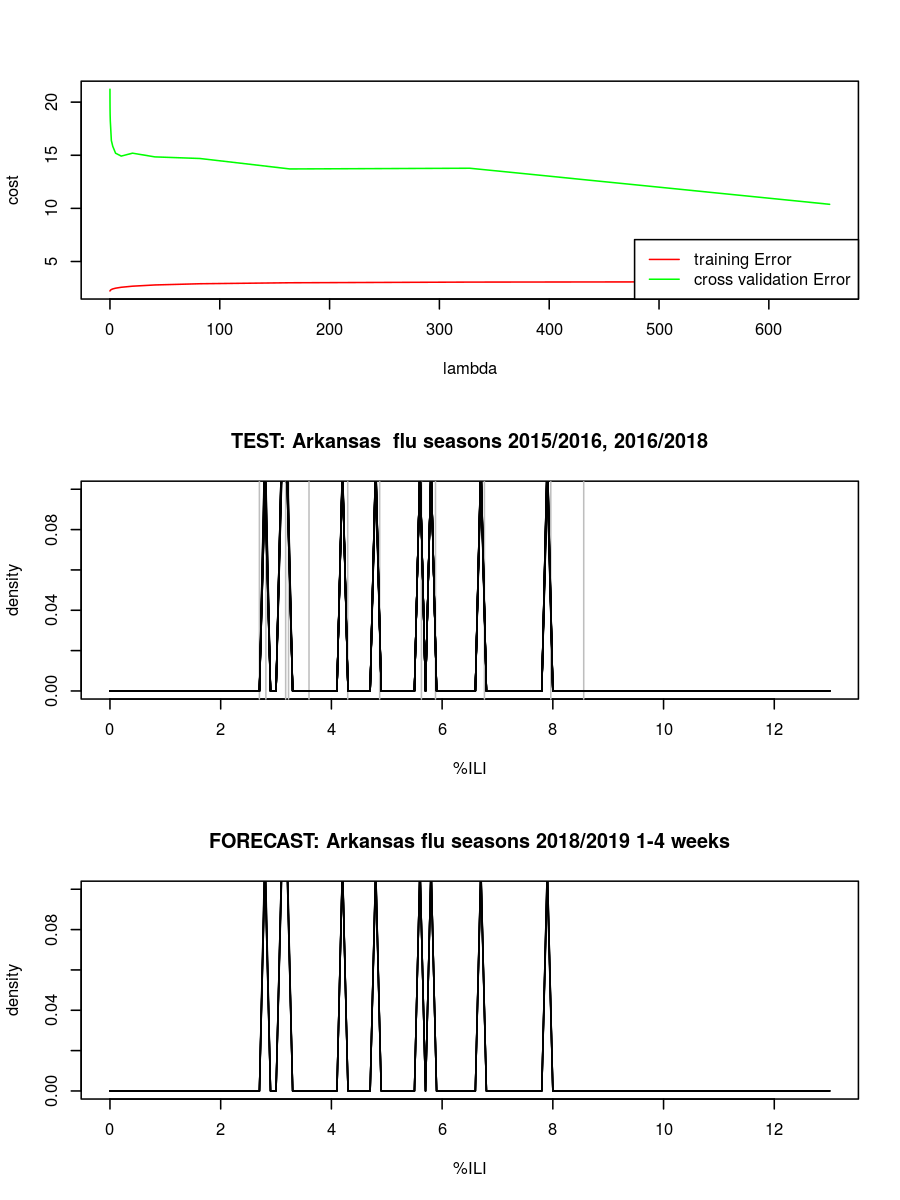 20
15
10
5
cost
training Error
cross validation Error
0 100 200 300 400 500 600
lambda
TEST: Arkansas  flu seasons 2015/2016, 2016/2018
0.08
0.04
0.00
density
0 2 4 6 8 10 12
%ILI
FORECAST: Arkansas flu seasons 2018/2019 1-4 weeks
0.08
0.04
0.00
density
0 2 4 6 8 10 12
%ILI